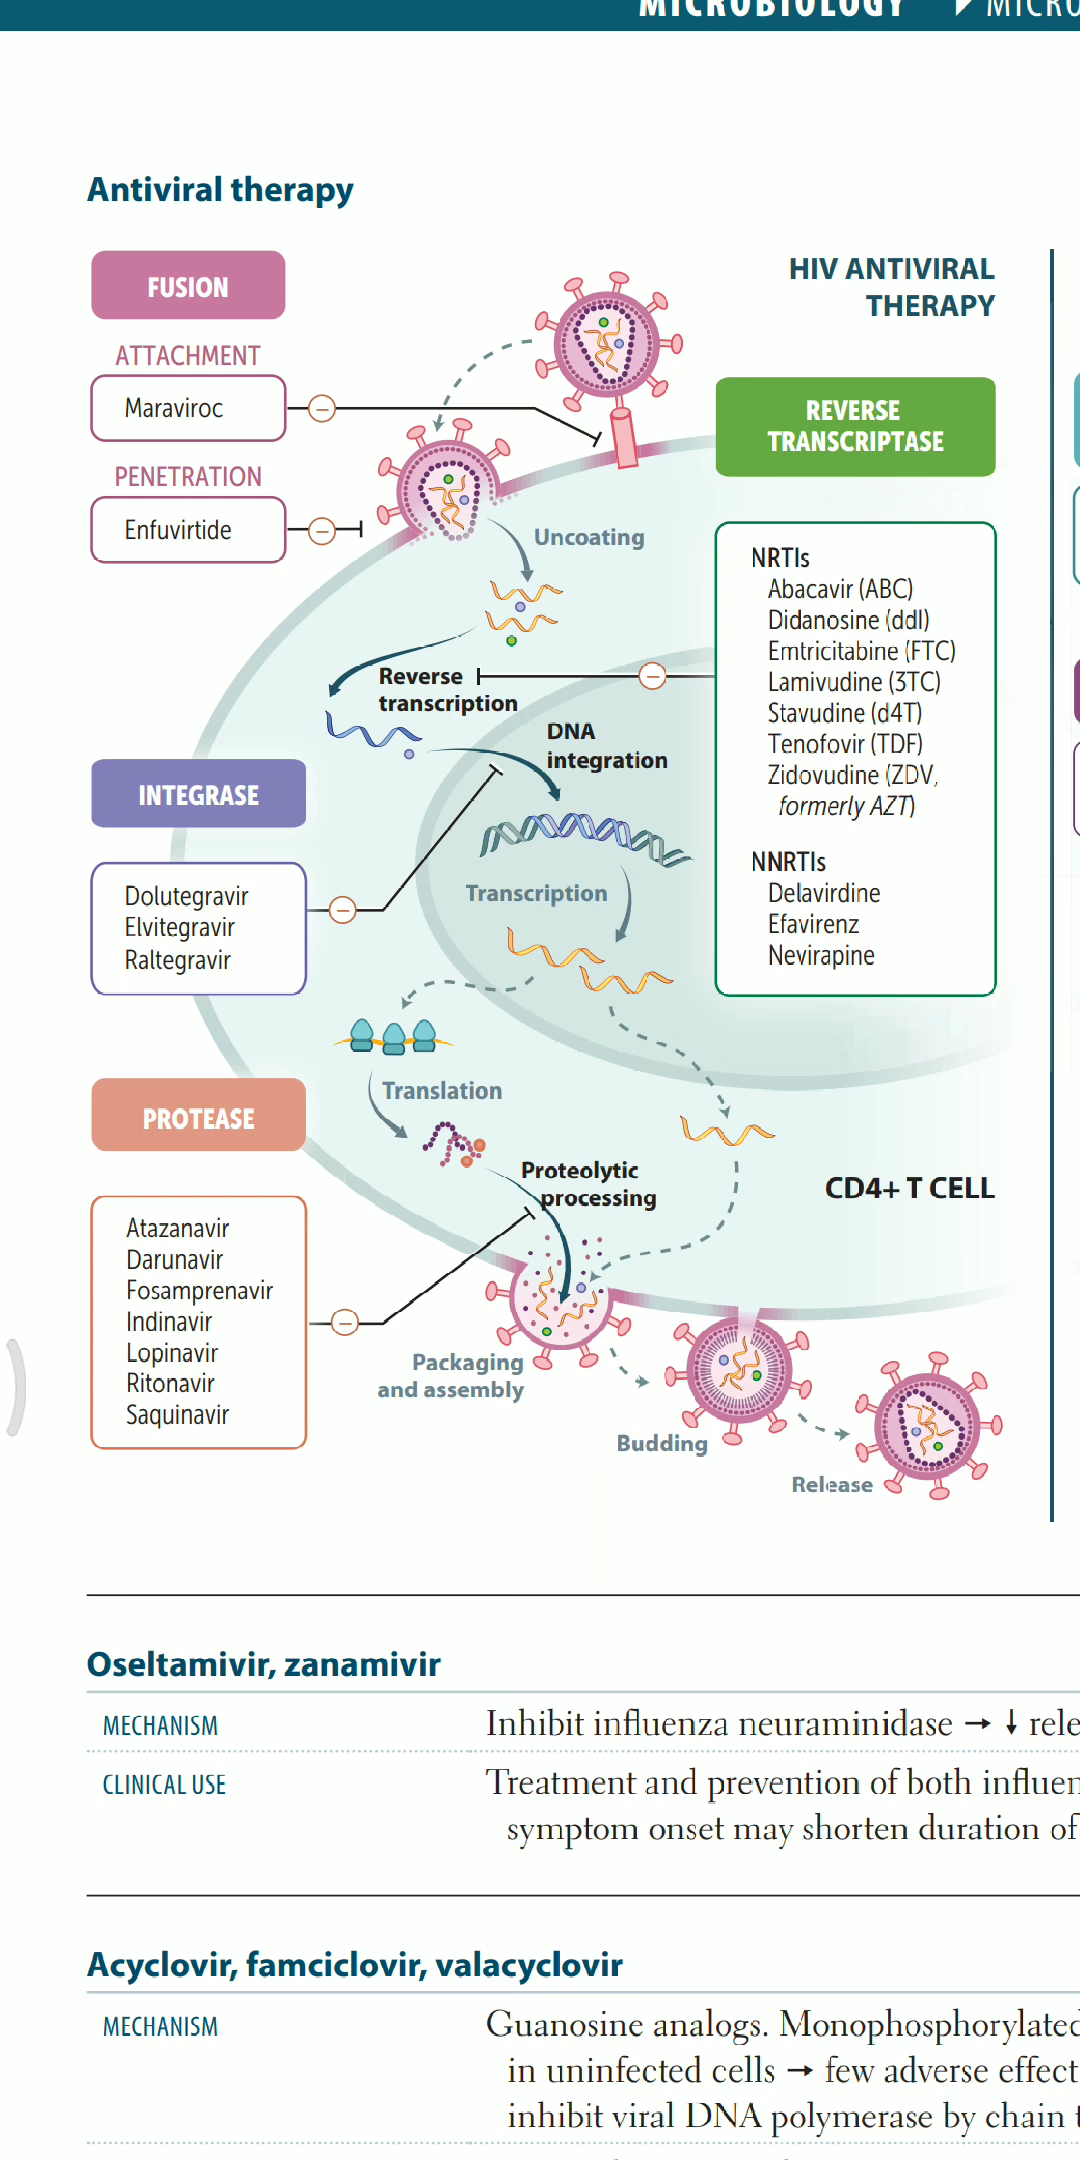 MICROBIOLOGY
Antiviral therapy
FUSION
ATTACHMENT
Maraviroc
PENETRATION
Enfuvirtide
HIV ANTIVIRAL
THERAPY
REVERSE
TRANSCRIPTASE
NRTIs
Abacavir (ABC)
Didanosine (ddI)
Emtricitabine (FTC)
Lamivudine (3TC)
Stavudine (d4T)
Tenofovir (TDF)
Zidovudine (ZDV,
formerly AZT)
NNRTIs
Delavirdine
Efavirenz
Nevirapine
Uncoating
Reverse
transcription
DNA
integration
INTEGRASE
Dolutegravir
Elvitegravir
Raltegravir
Transcription
Translation
PROTEASE
Atazanavir
Darunavir
Fosamprenavir
Indinavir
Lopinavir
Ritonavir
Saquinavir
Proteolytic
processing
CD4+ T CELL
Packaging
and assembly
Budding
Release
Oseltamivir, zanamivir
MECHANISM
Inhibit influenza neuraminidase → ↓
CLINICAL USE
Treatment and prevention of both
symptom onset may shorten duration of
Acyclovir, famciclovir, valacyclovir
MECHANISM
Guanosine analogs. Monophosphorylated
in uninfected cells → few adverse
inhibit viral DNA polymerase by chain